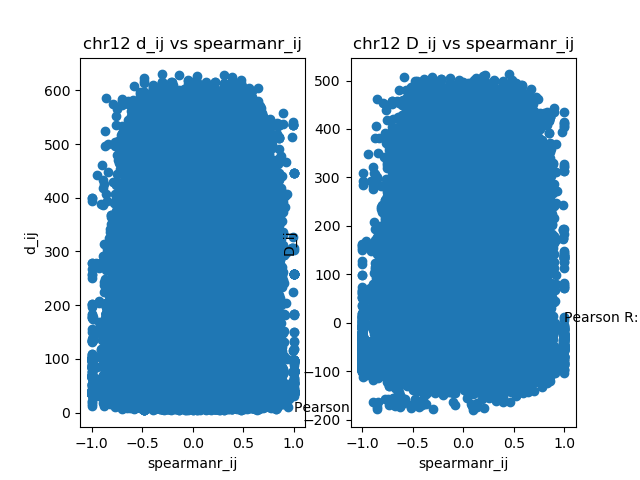 chr12 d_ij vs spearmanr_ij
600
500
400
300
200
100
0
d_ij
−1.0 −0.5 0.0 0.5 1.0
spearmanr_ij
Pearson
chr12 D_ij vs spearmanr_ij
500
400
300
200
100
0
−100
−200
D_ij
−1.0 −0.5 0.0 0.5 1.0
spearmanr_ij
Pearson R: